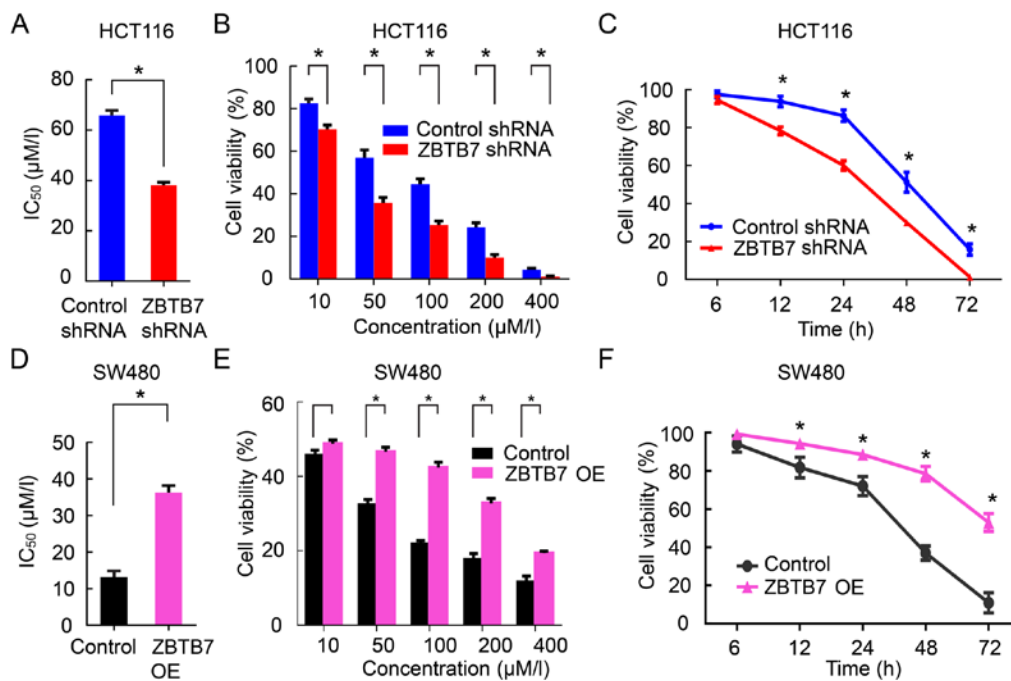 A
HCT116
*
IC50 (µM/l)
80
60
40
20
0
Control
shRNA
ZBTB7
shRNA
B
HCT116
* * * * *
Cell viability (%)
100
80
60
40
20
0
Control shRNA
ZBTB7 shRNA
10 50 100 200 400
Concentration (µM/l)
C
HCT116
* * * *
Cell viability (%)
100
80
60
40
20
0
Control shRNA
ZBTB7 shRNA
6 12 24 48 72
Time (h)
D
SW480
*
IC50 (µM/l)
50
40
30
20
10
0
Control
ZBTB7
OE
E
SW480
* * * *
Cell viability (%)
60
40
20
0
Control
ZBTB7 OE
10 50 100 200 400
Concentration (µM/l)
F
SW480
* * * *
Cell viability (%)
100
80
60
40
20
0
Control
ZBTB7 OE
6 12 24 48 72
Time (h)